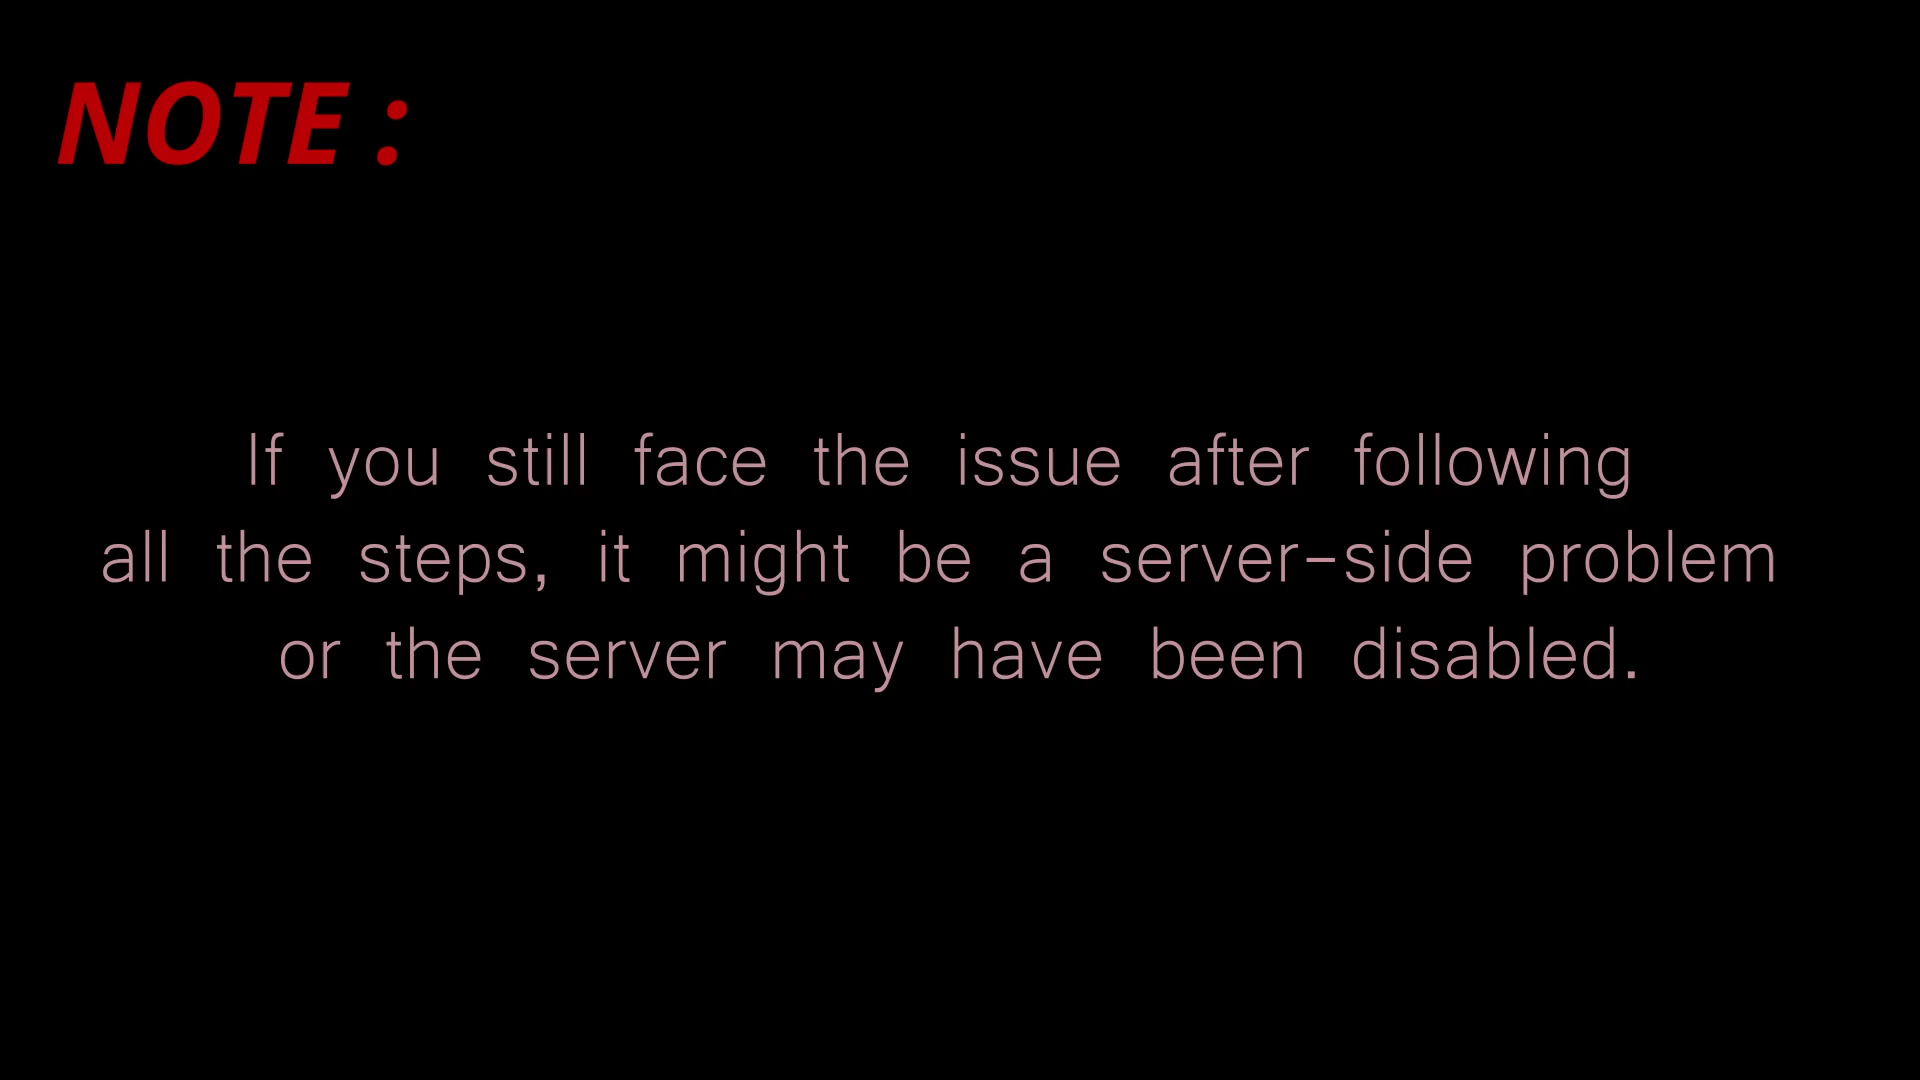 NOTE :
If you still face the issue after following
all the steps, it might be a server-side problem
or the server may have been disabled.